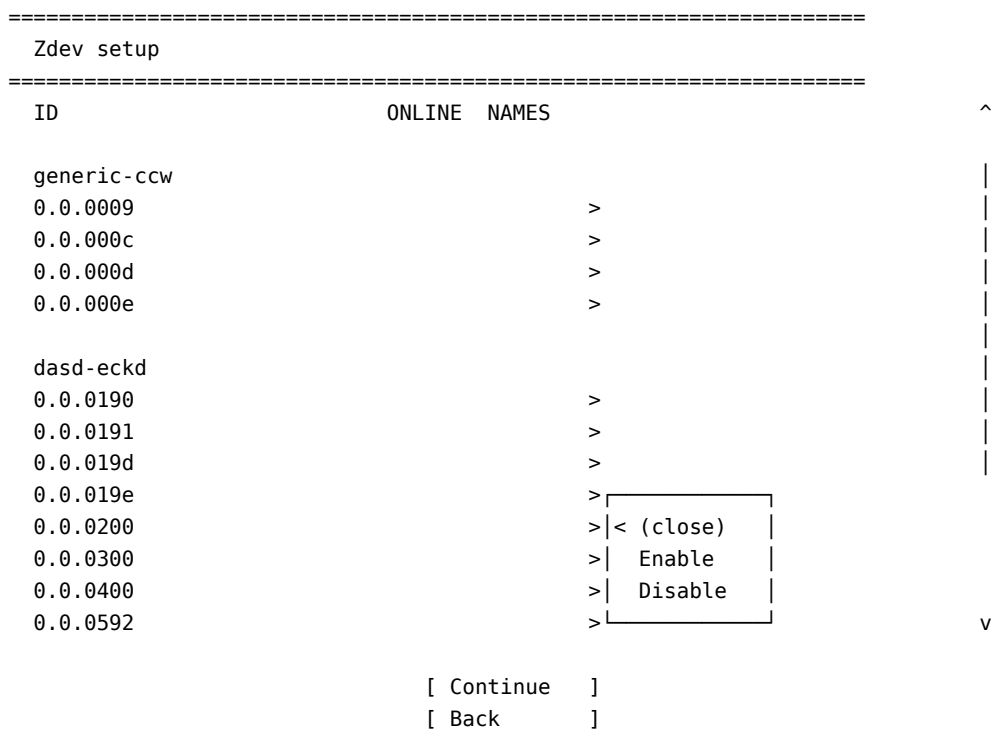 ====================================================================
Zdev setup
====================================================================
ID ONLINE NAMES ^

generic-ccw │
0.0.0009 > │
0.0.000c > │
0.0.000d > │
0.0.000e > │
│
dasd-eckd │
0.0.0190 > │
0.0.0191 > │
0.0.019d > │
0.0.019e >┌─────────────┐
0.0.0200 >│< (close) │
0.0.0300 >│ Enable │
0.0.0400 >│ Disable │
0.0.0592 >└─────────────┘ v

[ Continue ]
[ Back ]